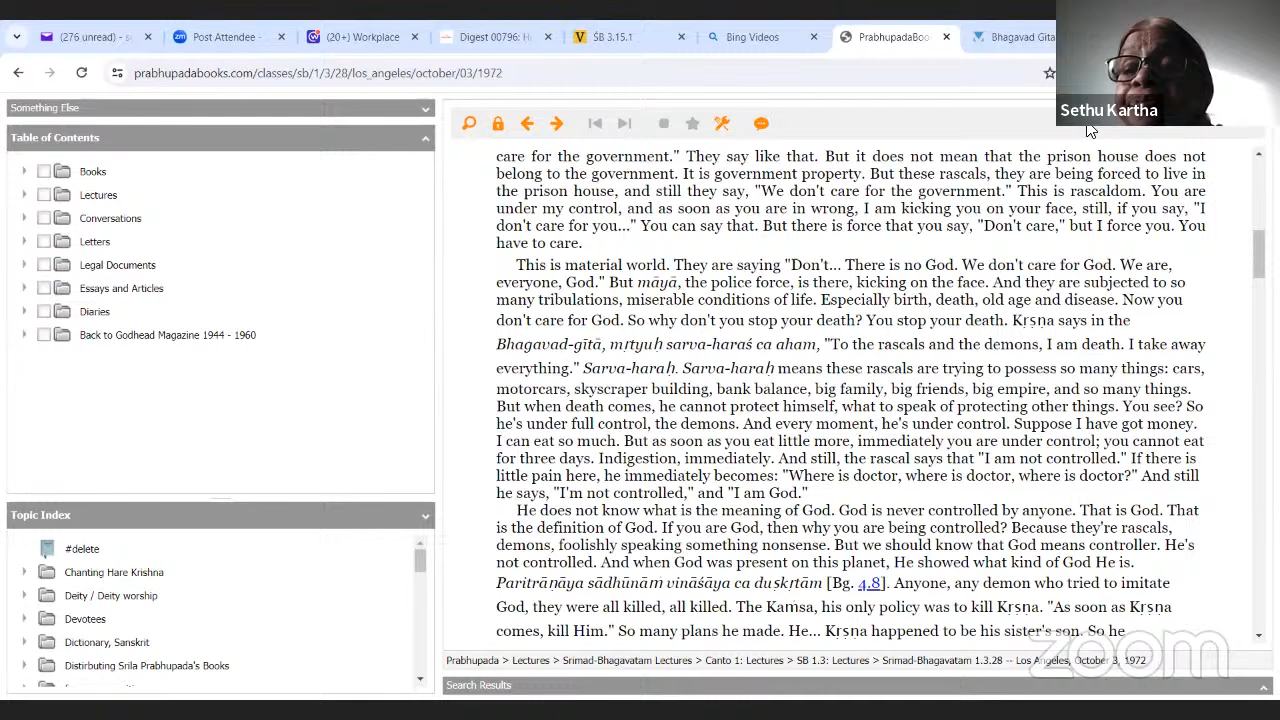 (276 unread) - s
Post Attendee -
(20+) Workplace
Digest 00796: H
ŚB 3.15.1
Bing Videos
PrabhupadaBoo
Bhagavad Gita
prabhupadabooks.com/classes/sb/1/3/28/los_angeles/october/03/1972
Sethu Kartha
Something Else
Table of Contents
Books
Lectures
Conversations
Letters
Legal Documents
Essays and Articles
Diaries
Back to Godhead Magazine 1944 - 1960
Topic Index
#delete
Chanting Hare Krishna
Deity / Deity worship
Devotees
Dictionary, Sanskrit
Distirbuting Srila Prabhupada's Books
care for the government." They say like that. But it does not mean that the prison house does not
belong to the government. It is government property. But these rascals, they are being forced to live in
the prison house, and still they say, "We don't care for the government." This is rascaldom. You are
under my control, and as soon as you are in wrong, I am kicking you on your face, still, if you say, "I
don't care for you..." You can say that. But there is force that you say, "Don't care," but I force you. You
have to care.
This is material world. They are saying "Don't... There is no God. We don't care for God. We are,
everyone, God." But māyā, the police force, is there, kicking on the face. And they are subjected to so
many tribulations, miserable conditions of life. Especially birth, death, old age and disease. Now you
don't care for God. So why don't you stop your death? You stop your death. Kṛṣṇa says in the
Bhagavad-gītā, mṛtyuḥ sarva-haraś ca aham, "To the rascals and the demons, I am death. I take away
everything." Sarva-haraḥ. Sarva-haraḥ means these rascals are trying to possess so many things: cars,
motorcars, skyscraper building, bank balance, big family, big friends, big empire, and so many things.
But when death comes, he cannot protect himself, what to speak of protecting other things. You see? So
he's under full control, the demons. And every moment, he's under control. Suppose I have got money.
I can eat so much. But as soon as you eat little more, immediately you are under control; you cannot eat
for three days. Indigestion, immediately. And still, the rascal says that "I am not controlled." If there is
little pain here, he immediately becomes: "Where is doctor, where is doctor, where is doctor?" And still
he says, "I'm not controlled," and "I am God."
He does not know what is the meaning of God. God is never controlled by anyone. That is God. That
is the definition of God. If you are God, then why you are being controlled? Because they're rascals,
demons, foolishly speaking something nonsense. But we should know that God means controller. He's
not controlled. And when God was present on this planet, He showed what kind of God He is.
Paritrāṇāya sādhūnāṁ vināśāya ca duṣkṛtām [Bg. 4.8]. Anyone, any demon who tried to imitate
God, they were all killed, all killed. The Kaṁsa, his only policy was to kill Kṛṣṇa. "As soon as Kṛṣṇa
comes, kill Him." So many plans he made. He... Kṛṣṇa happened to be his sister's son. So he
Prabhupada > Lectures > Srimad-Bhagavatam Lectures > Canto 1: Lectures > SB 1.3: Lectures > Srimad-Bhagavatam 1.3.28 -- Los Angeles, October 3, 1972
Search Results
zoom